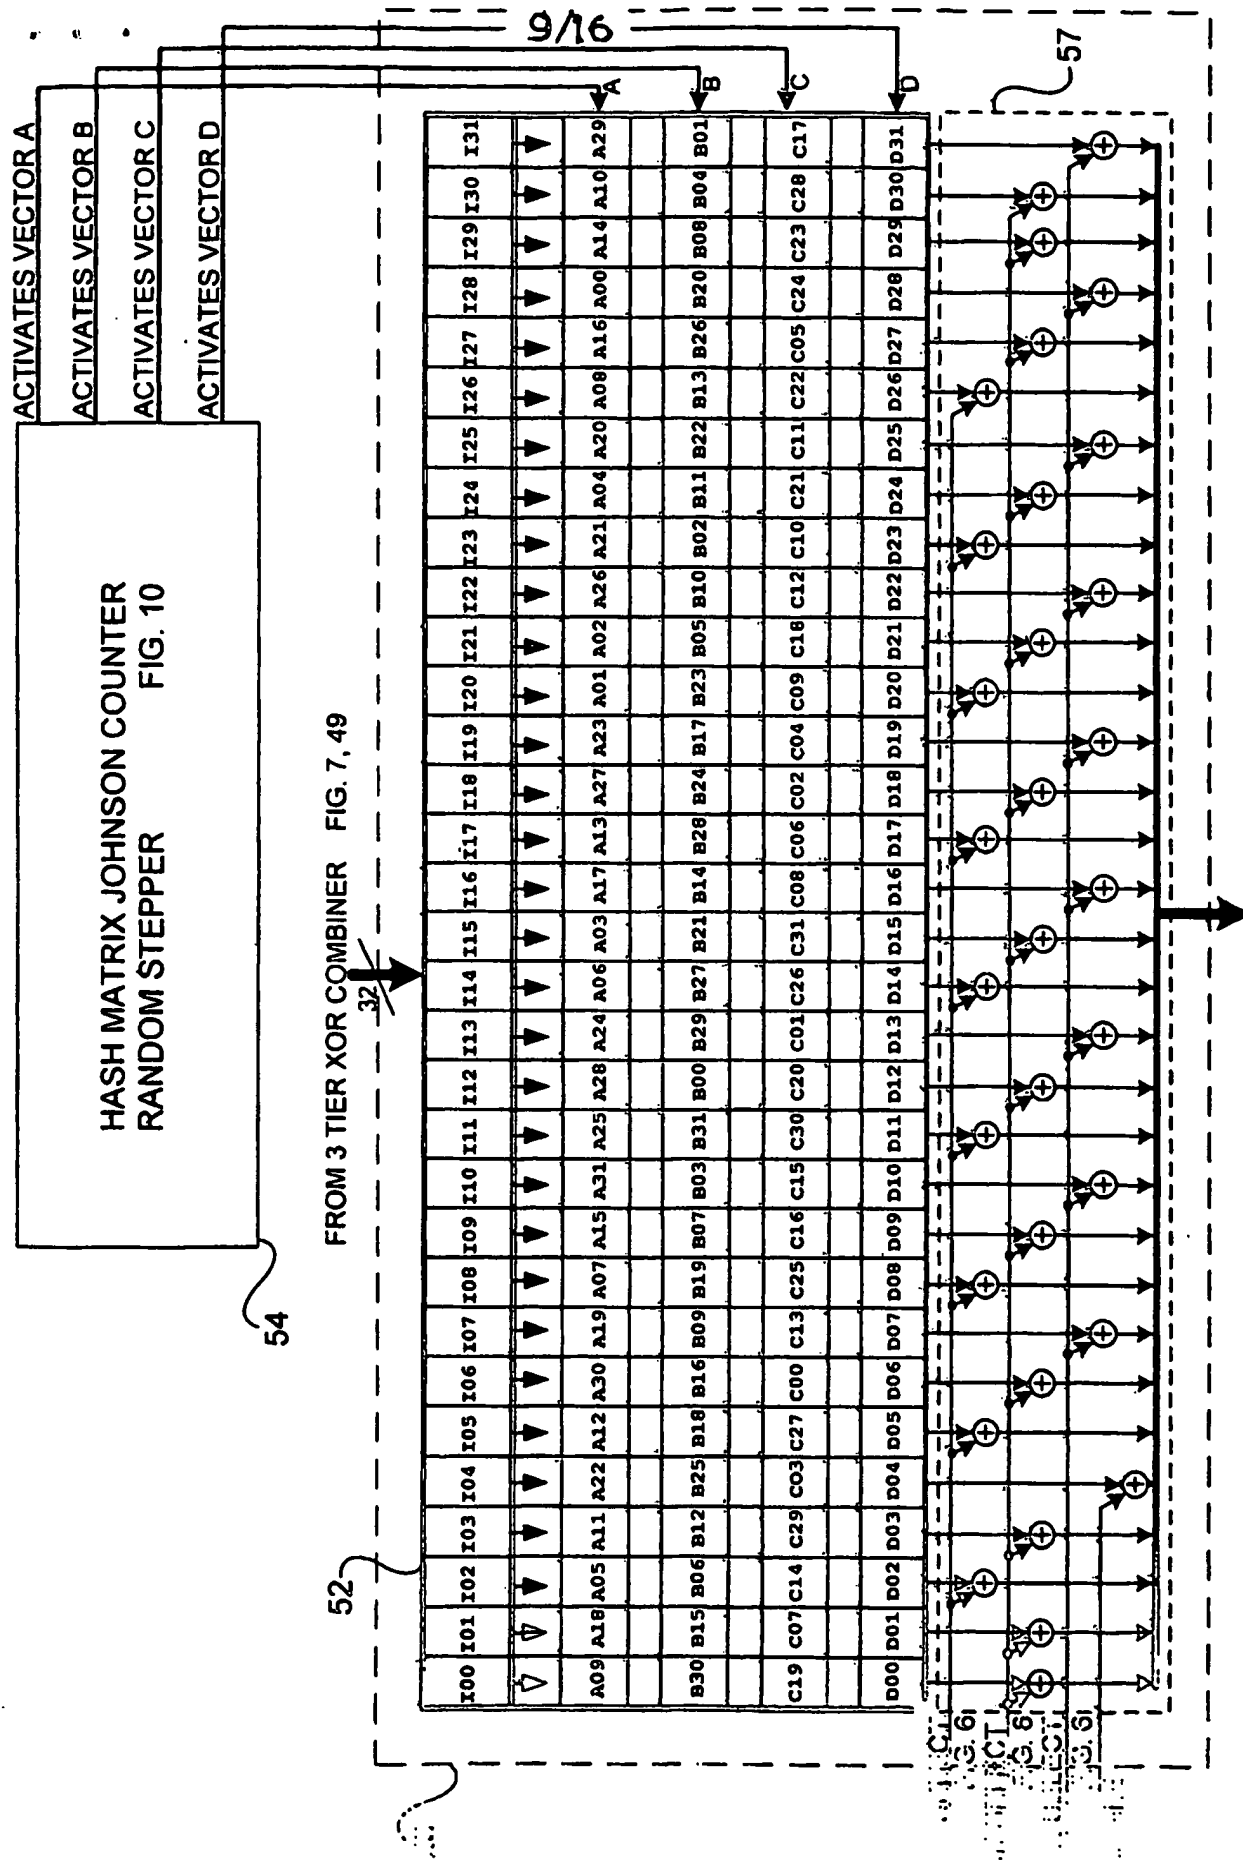 9/16
ACTIVATES VECTOR A
ACTIVATES VECTOR B
ACTIVATES VECTOR C
ACTIVATES VECTOR D
HASH MATRIX JOHNSON COUNTER
RANDOM STEPPER FIG. 10
54
FROM 3 TIER XOR COMBINER FIG. 7, 49
32
52
I00 I01 I02 I03 I04 I05 I06 I07 I08 I09 I10 I11 I12 I13 I14 I15 I16 I17 I18 I19 I20 I21 I22 I23 I24 I25 I26 I27 I28 I29 I30 I31
A09 A18 A05 A11 A22 A12 A30 A19 A07 A15 A31 A25 A28 A24 A06 A03 A17 A13 A27 A23 A01 A02 A26 A21 A04 A20 A08 A16 A00 A14 A10 A29 A
B30 B15 B06 B12 B25 B18 B16 B09 B19 B07 B03 B31 B00 B29 B27 B21 B14 B28 B24 B17 B23 B05 B10 B02 B11 B22 B13 B26 B20 B08 B04 B01 B
C19 C07 C14 C29 C03 C27 C00 C13 C25 C16 C15 C30 C20 C01 C26 C31 C08 C06 C02 C04 C09 C18 C12 C10 C21 C11 C22 C05 C24 C23 C28 C17 C
D00 D01 D02 D03 D04 D05 D06 D07 D08 D09 D10 D11 D12 D13 D14 D15 D16 D17 D18 D19 D20 D21 D22 D23 D24 D25 D26 D27 D28 D29 D30 D31 D
57